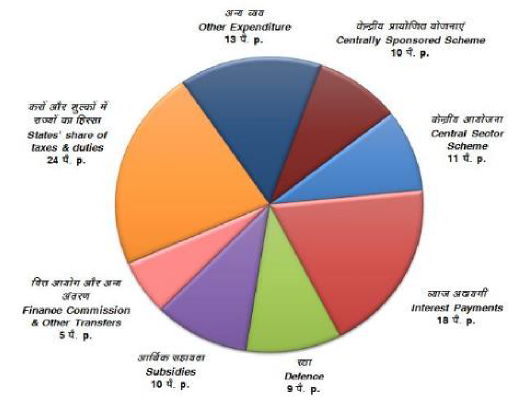 अन्य व्यय
Other Expenditure
13 पै. p.
केन्द्रीय प्रायोजित योजनाएं
Centrally Sponsored Scheme
10 पै. p.
केन्द्रीय आयोजना
Central Sector
Scheme
11 पै. p.
ब्याज अदायगी
Interest Payments
18 पै. p.
रक्षा
Defence
9 पै. p.
आर्थिक सहायता
Subsidies
10 पै. p.
वित्त आयोग और अन्य
अंतरण
Finance Commission
& Other Transfers
5 पै. p.
करों और शुल्कों में
राज्यों का हिस्सा
States' share of
taxes & duties
24 पै. p.